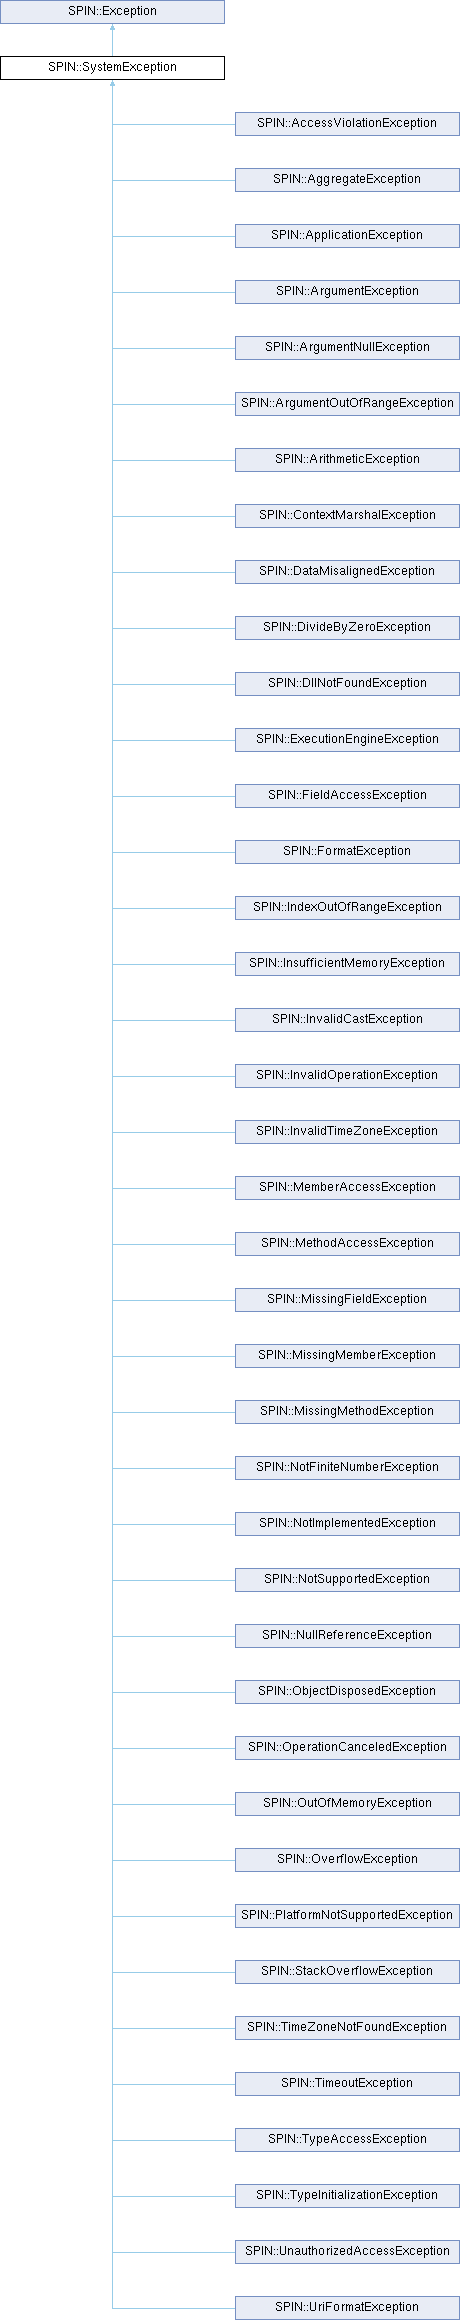 SPIN::Exception
SPIN::SystemException
SPIN::AccessViolationException
SPIN::AggregateException
SPIN::ApplicationException
SPIN::ArgumentException
SPIN::ArgumentNullException
SPIN::ArgumentOutOfRangeException
SPIN::ArithmeticException
SPIN::ContextMarshalException
SPIN::DataMisalignedException
SPIN::DivideByZeroException
SPIN::DllNotFoundException
SPIN::ExecutionEngineException
SPIN::FieldAccessException
SPIN::FormatException
SPIN::IndexOutOfRangeException
SPIN::InsufficientMemoryException
SPIN::InvalidCastException
SPIN::InvalidOperationException
SPIN::InvalidTimeZoneException
SPIN::MemberAccessException
SPIN::MethodAccessException
SPIN::MissingFieldException
SPIN::MissingMemberException
SPIN::MissingMethodException
SPIN::NotFiniteNumberException
SPIN::NotImplementedException
SPIN::NotSupportedException
SPIN::NullReferenceException
SPIN::ObjectDisposedException
SPIN::OperationCanceledException
SPIN::OutOfMemoryException
SPIN::OverflowException
SPIN::PlatformNotSupportedException
SPIN::StackOverflowException
SPIN::TimeZoneNotFoundException
SPIN::TimeoutException
SPIN::TypeAccessException
SPIN::TypeInitializationException
SPIN::UnauthorizedAccessException
SPIN::UriFormatException